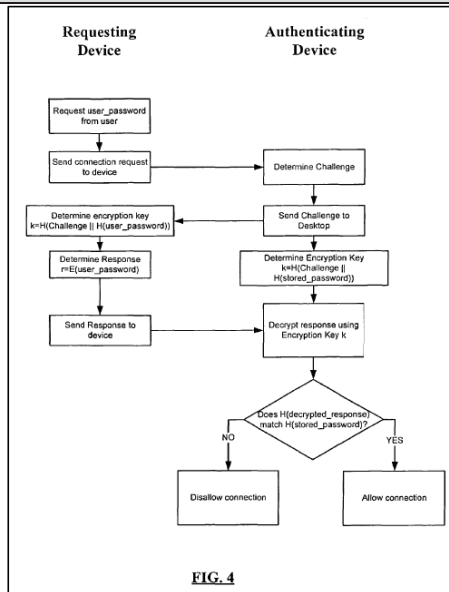 Requesting
Device
Authenticating
Device
Request user_password
from user
Send connection request
to device
Determine Challenge
Determine encryption key
k=H(Challenge || H(user_password))
Send Challenge to
Desktop
Determine Response
r=E(user_password)
Determine Encryption Key
k=H(Challenge ||
H(stored_password))
Send Response to
device
Decrypt response using
Encryption Key k
Does H(decrypted_response)
match H(stored_password)?
NO
YES
Disallow connection
Allow connection
FIG. 4